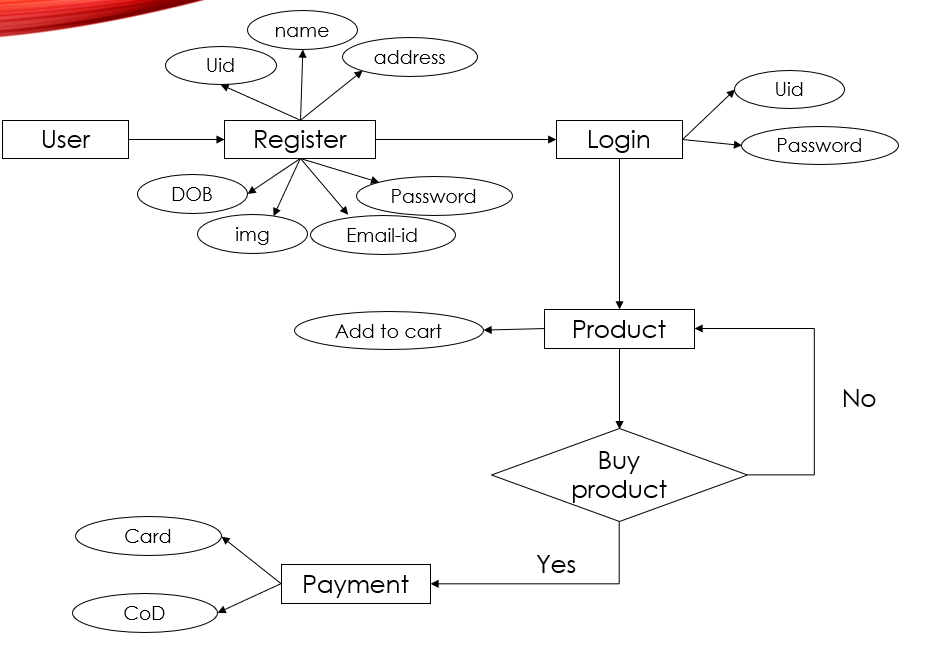 name
Uid
address
User
Register
Login
Uid
Password
DOB
Password
img
Email-id
Add to cart
Product
No
Buy
product
Card
Yes
Payment
CoD